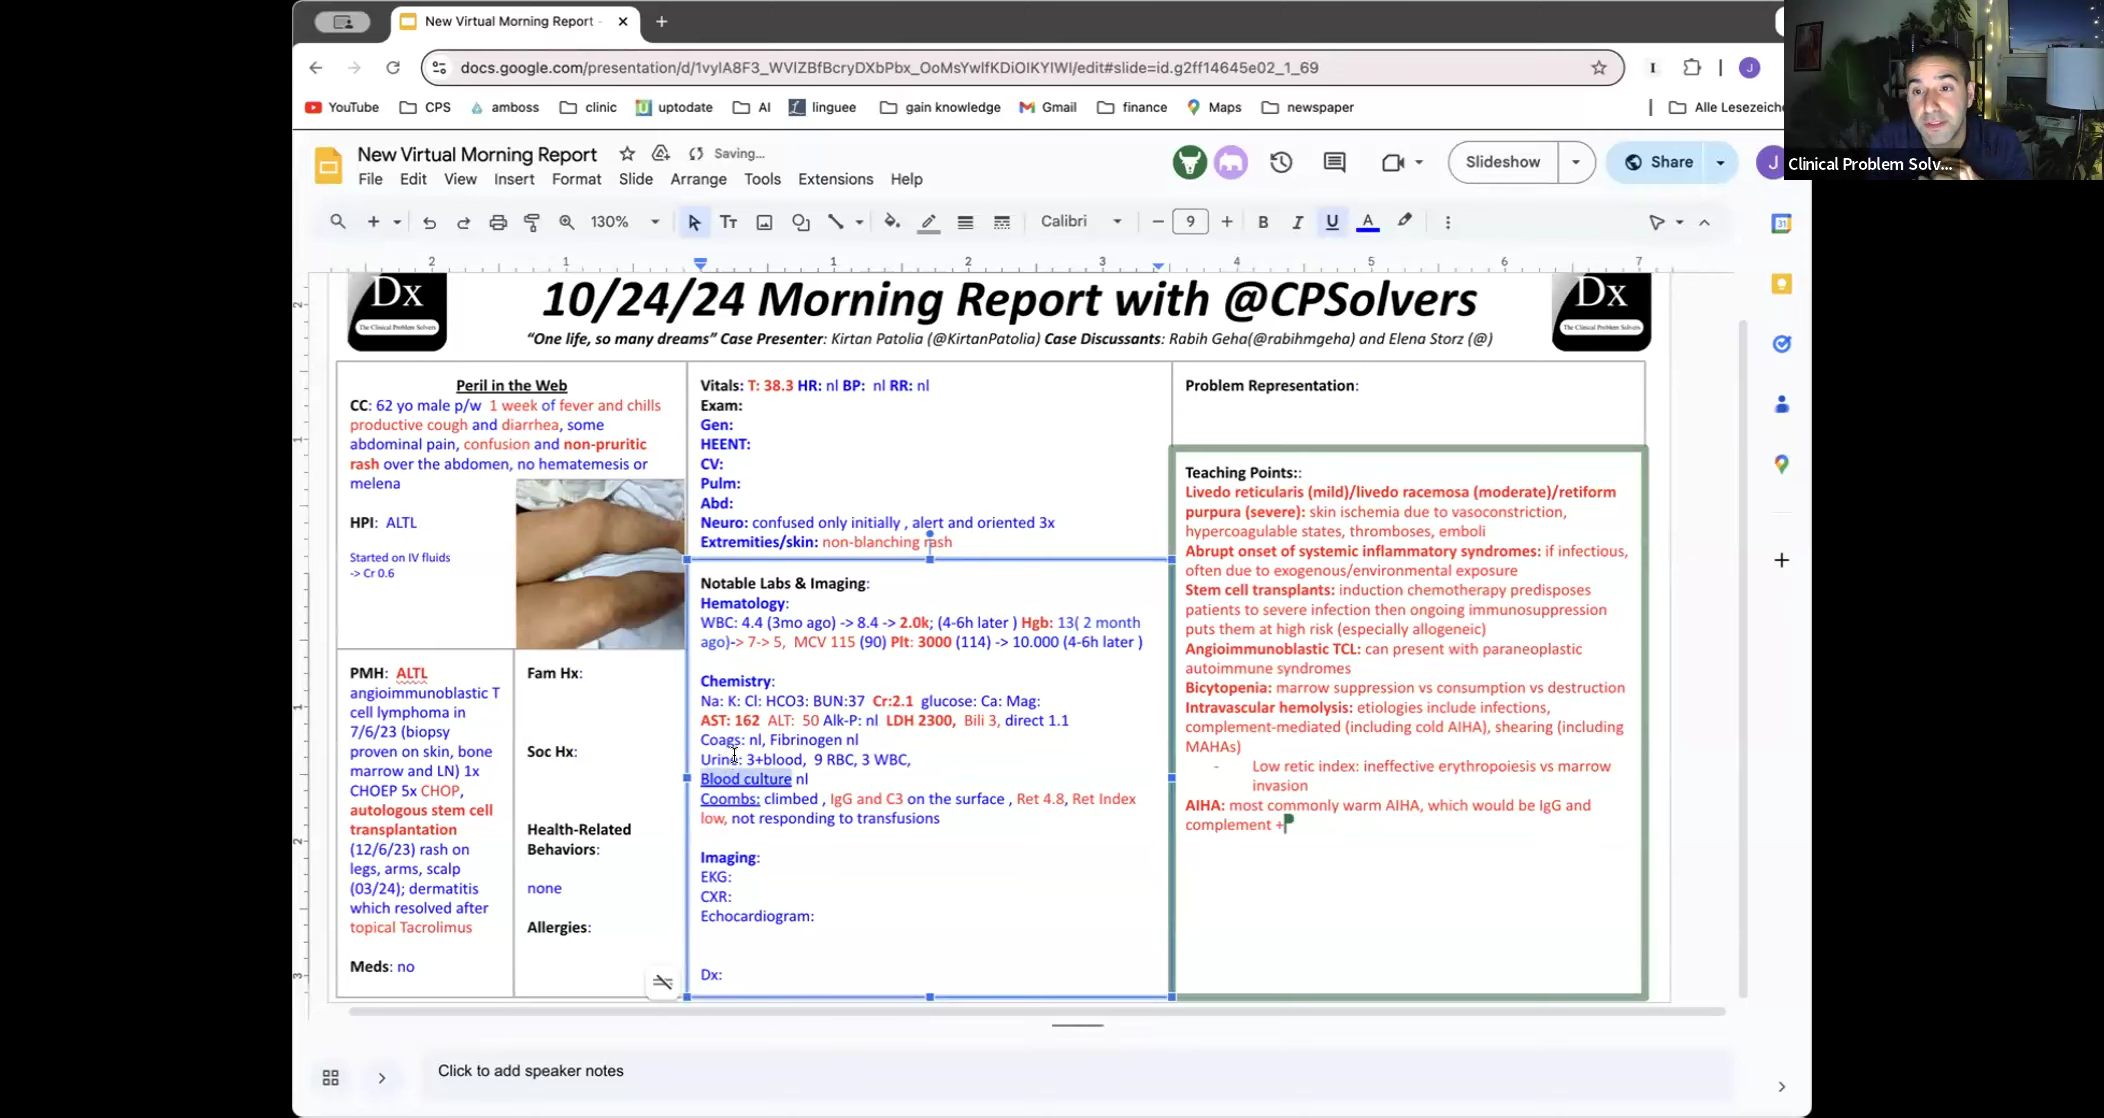 New Virtual Morning Report -
docs.google.com/presentation/d/1vylA8F3_WVlZBfBcryDXbPbx_OoMsYwlfKDiOlKYlWI/edit#slide=id.g2ff14645e02_1_69
J
YouTube CPS amboss clinic uptodate AI linguee gain knowledge Gmail finance Maps newspaper Alle Lesezeiche
Clinical Problem Solv...
New Virtual Morning Report Saving...
Slideshow Share J
File Edit View Insert Format Slide Arrange Tools Extensions Help
130% Calibri 9
2 1 1 2 3 4 5 6 7
Dx
The Clinical Problem Solvers
10/24/24 Morning Report with @CPSolvers
Dx
The Clinical Problem Solvers
“One life, so many dreams” Case Presenter: Kirtan Patolia (@KirtanPatolia) Case Discussants: Rabih Geha(@rabihmgeha) and Elena Storz (@)
Peril in the Web
CC: 62 yo male p/w 1 week of fever and chills
productive cough and diarrhea, some
abdominal pain, confusion and non-pruritic
rash over the abdomen, no hematemesis or
melena
HPI: ALTL
Started on IV fluids
-> Cr 0.6
PMH: ALTL
angioimmunoblastic T
cell lymphoma in
7/6/23 (biopsy
proven on skin, bone
marrow and LN) 1x
CHOEP 5x CHOP,
autologous stem cell
transplantation
(12/6/23) rash on
legs, arms, scalp
(03/24); dermatitis
which resolved after
topical Tacrolimus
Meds: no
Fam Hx:
Soc Hx:
Health-Related
Behaviors:
none
Allergies:
Vitals: T: 38.3 HR: nl BP: nl RR: nl
Exam:
Gen:
HEENT:
CV:
Pulm:
Abd:
Neuro: confused only initially , alert and oriented 3x
Extremities/skin: non-blanching rash
Notable Labs & Imaging:
Hematology:
WBC: 4.4 (3mo ago) -> 8.4 -> 2.0k; (4-6h later ) Hgb: 13( 2 month
ago)-> 7-> 5, MCV 115 (90) Plt: 3000 (114) -> 10.000 (4-6h later )
Chemistry:
Na: K: Cl: HCO3: BUN:37 Cr:2.1 glucose: Ca: Mag:
AST: 162 ALT: 50 Alk-P: nl LDH 2300, Bili 3, direct 1.1
Coags: nl, Fibrinogen nl
Urine: 3+blood, 9 RBC, 3 WBC,
Blood culture nl
Coombs: climbed , IgG and C3 on the surface , Ret 4.8, Ret Index
low, not responding to transfusions
Imaging:
EKG:
CXR:
Echocardiogram:
Dx:
Problem Representation:
Teaching Points::
Livedo reticularis (mild)/livedo racemosa (moderate)/retiform
purpura (severe): skin ischemia due to vasoconstriction,
hypercoagulable states, thromboses, emboli
Abrupt onset of systemic inflammatory syndromes: if infectious,
often due to exogenous/environmental exposure
Stem cell transplants: induction chemotherapy predisposes
patients to severe infection then ongoing immunosuppression
puts them at high risk (especially allogeneic)
Angioimmunoblastic TCL: can present with paraneoplastic
autoimmune syndromes
Bicytopenia: marrow suppression vs consumption vs destruction
Intravascular hemolysis: etiologies include infections,
complement-mediated (including cold AIHA), shearing (including
MAHAs)
- Low retic index: ineffective erythropoiesis vs marrow
invasion
AIHA: most commonly warm AIHA, which would be IgG and
complement +
Click to add speaker notes